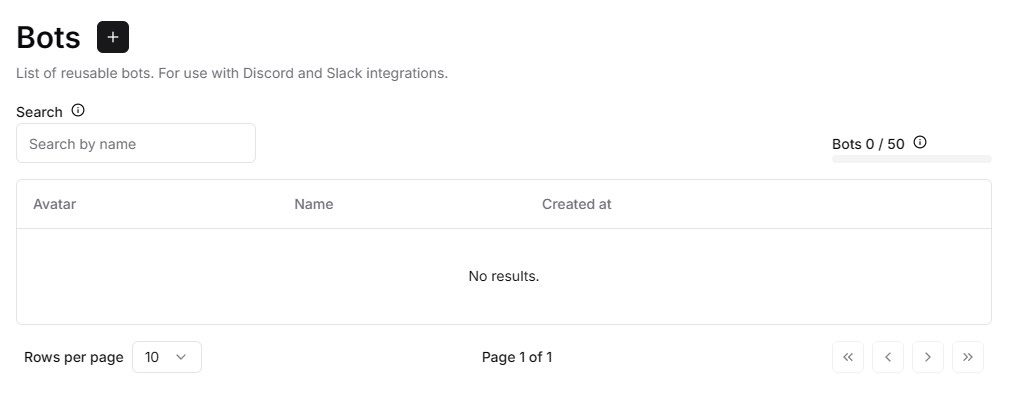 Bots
List of reusable bots. For use with Discord and Slack integrations.
Search
Search by name
Bots 0 / 50
Avatar Name Created at
No results.
Rows per page 10 Page 1 of 1